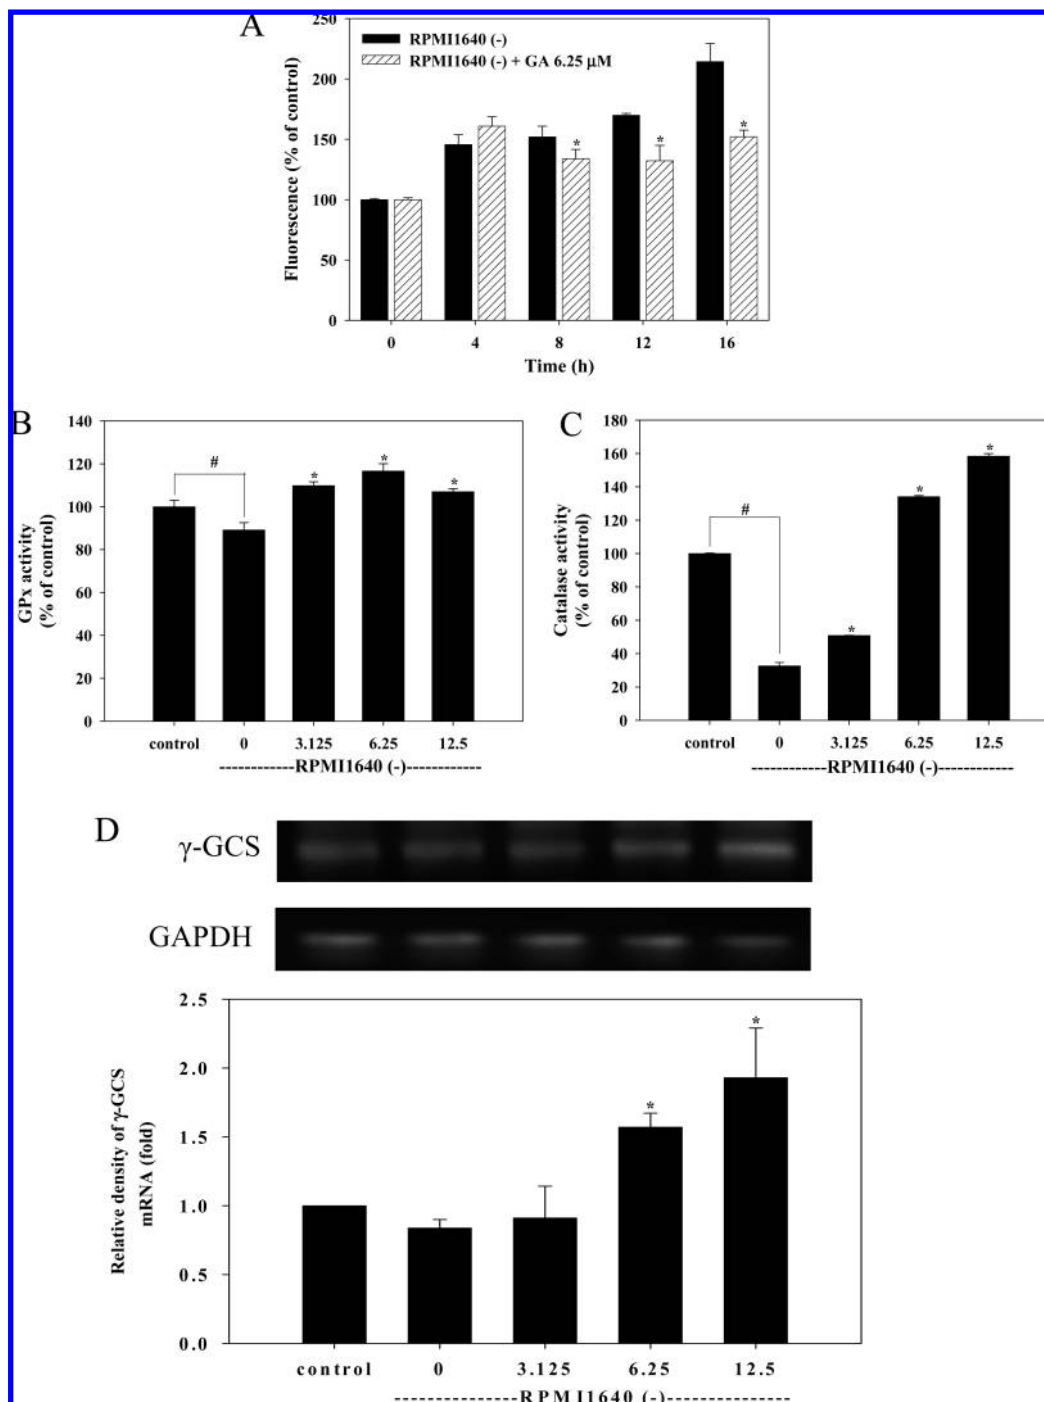 A
250
200
150
100
50
0
Fluorescence (% of control)
RPMI1640 (-)
RPMI1640 (-) + GA 6.25 μM
* * *
0 4 8 12 16
Time (h)
B
140
120
100
80
60
40
20
0
GPx activity
(% of control)
#
* * *
control 0 3.125 6.25 12.5
------------RPMI1640 (-)------------
C
180
160
140
120
100
80
60
40
20
0
Catalase activity
(% of control)
#
* * *
control 0 3.125 6.25 12.5
------------RPMI1640 (-)------------
D
γ-GCS
GAPDH
2.5
2.0
1.5
1.0
0.5
0.0
Relative density of γ-GCS
mRNA (fold)
* *
control 0 3.125 6.25 12.5
---------------RPMI1640 (-)---------------